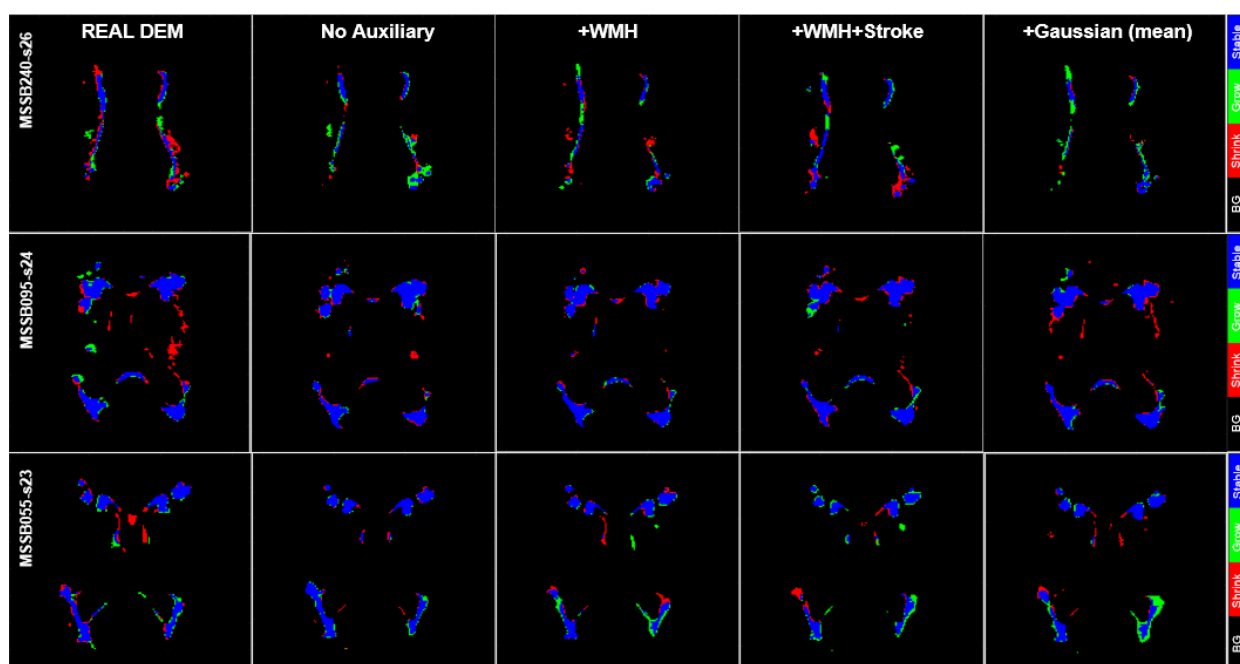 REAL DEM No Auxiliary +WMH +WMH+Stroke +Gaussian (mean)
MSSB240-s26
Stable
Grow
Shrink
BG
MSSB095-s24
Stable
Grow
Shrink
BG
MSSB055-s23
Stable
Grow
Shrink
BG